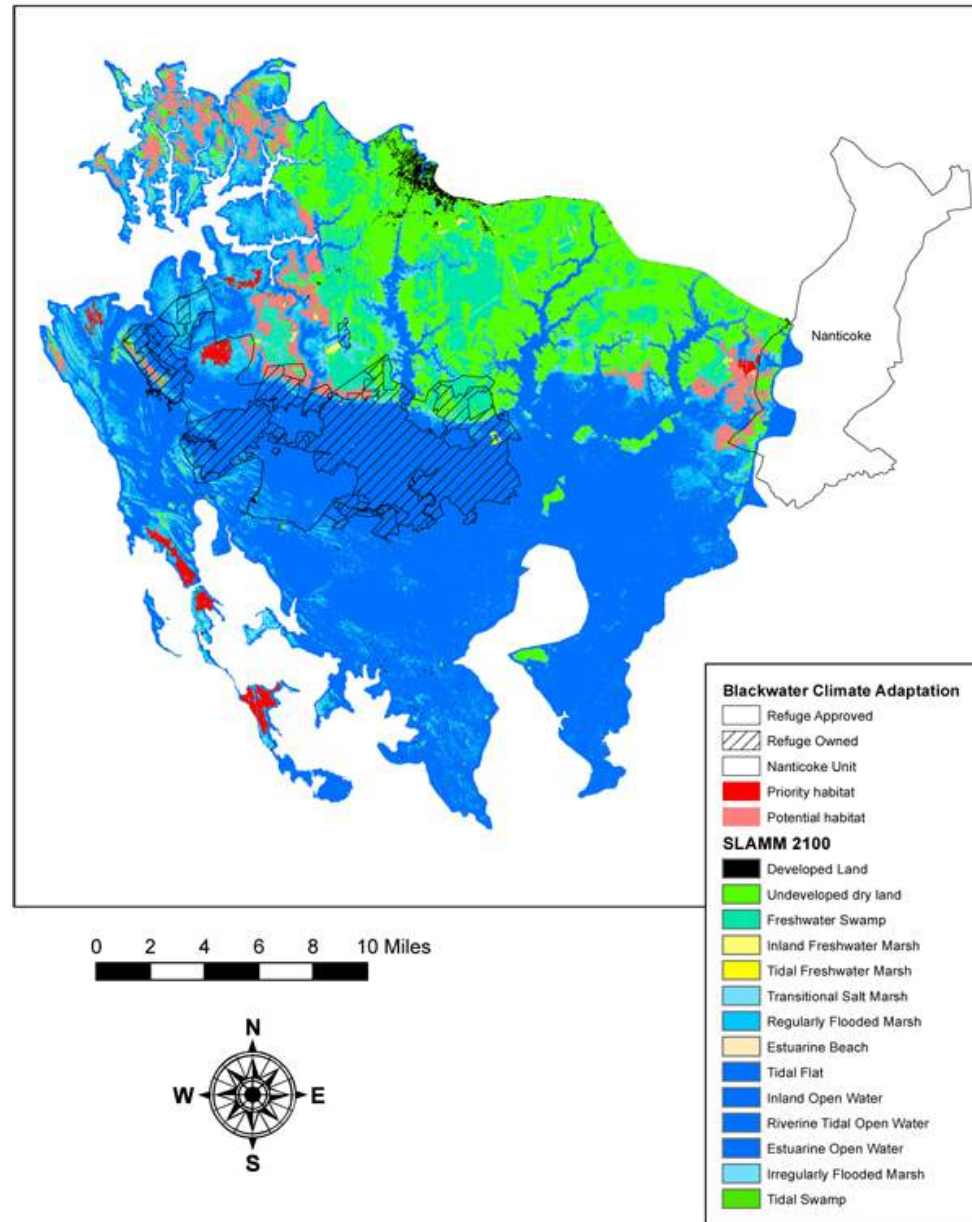 Nanticoke
Blackwater Climate Adaptation
Refuge Approved
Refuge Owned
Nanticoke Unit
Priority habitat
Potential habitat
SLAMM 2100
Developed Land
Undeveloped dry land
Freshwater Swamp
Inland Freshwater Marsh
Tidal Freshwater Marsh
Transitional Salt Marsh
Regularly Flooded Marsh
Estuarine Beach
Tidal Flat
Inland Open Water
Riverine Tidal Open Water
Estuarine Open Water
Irregularly Flooded Marsh
Tidal Swamp
0 2 4 6 8 10 Miles
N
W E
S